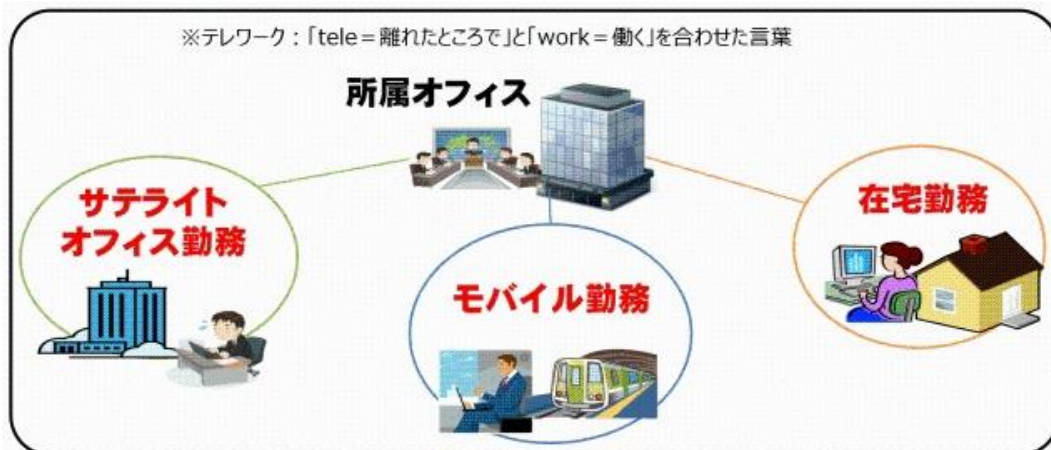 ※テレワーク：「tele＝離れたところで」と「work＝働く」を合わせた言葉
所属オフィス
サテライト
オフィス勤務
モバイル勤務
在宅勤務